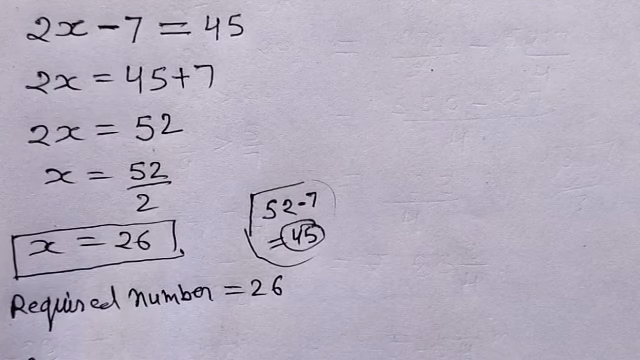 2x - 7 = 45
2x = 45 + 7
2x = 52
x = 52/2
x = 26
52 - 7
= 45
Required number = 26